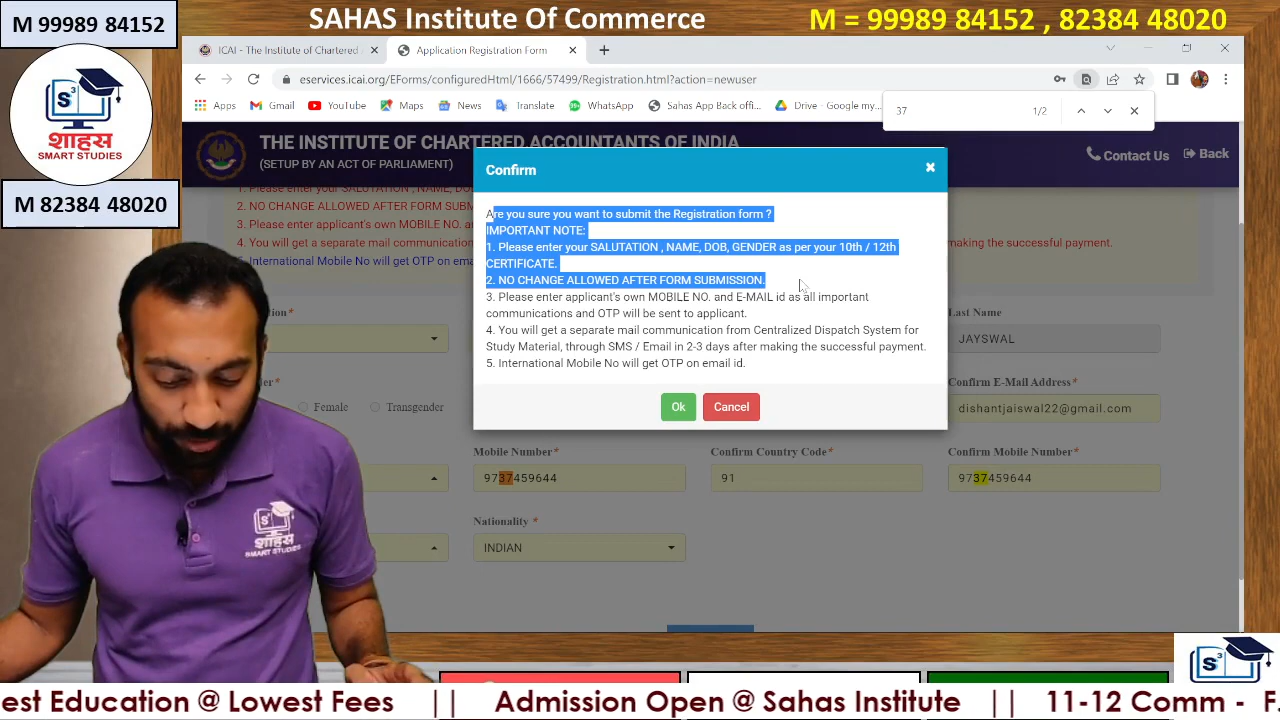 M 99989 84152
SAHAS Institute Of Commerce
M = 99989 84152 , 82384 48020
S³
शाहस
SMART STUDIES
M 82384 48020
ICAI - The Institute of Chartered
Application Registration Form
eservices.icai.org/EForms/configuredHtml/1666/57499/Registration.html?action=newuser
Apps Gmail YouTube Maps News Translate WhatsApp Sahas App Back offi... Drive - Google my...
37 1/2
THE INSTITUTE OF CHARTERED ACCOUNTANTS OF INDIA
(SETUP BY AN ACT OF PARLIAMENT)
Contact Us Back
1. Please enter your SALUTATION , NAME, DO
2. NO CHANGE ALLOWED AFTER FORM SUBMISS
3. Please enter applicant's own MOBILE NO. an
4. You will get a separate mail communication making the successful payment.
5. International Mobile No will get OTP on ema
Confirm
Are you sure you want to submit the Registration form ?
IMPORTANT NOTE:
1. Please enter your SALUTATION , NAME, DOB, GENDER as per your 10th / 12th
CERTIFICATE.
2. NO CHANGE ALLOWED AFTER FORM SUBMISSION.
3. Please enter applicant's own MOBILE NO. and E-MAIL id as all important
communications and OTP will be sent to applicant.
4. You will get a separate mail communication from Centralized Dispatch System for
Study Material, through SMS / Email in 2-3 days after making the successful payment.
5. International Mobile No will get OTP on email id.
Ok Cancel
Last Name
JAYSWAL
Female Transgender
Confirm E-Mail Address*
dishantjaiswal22@gmail.com
Mobile Number* Confirm Country Code* Confirm Mobile Number*
9737459644 91 9737459644
Nationality *
INDIAN
शाहस
SMART STUDIES
S³
est Education @ Lowest Fees || Admission Open @ Sahas Institute || 11-12 Comm - F.